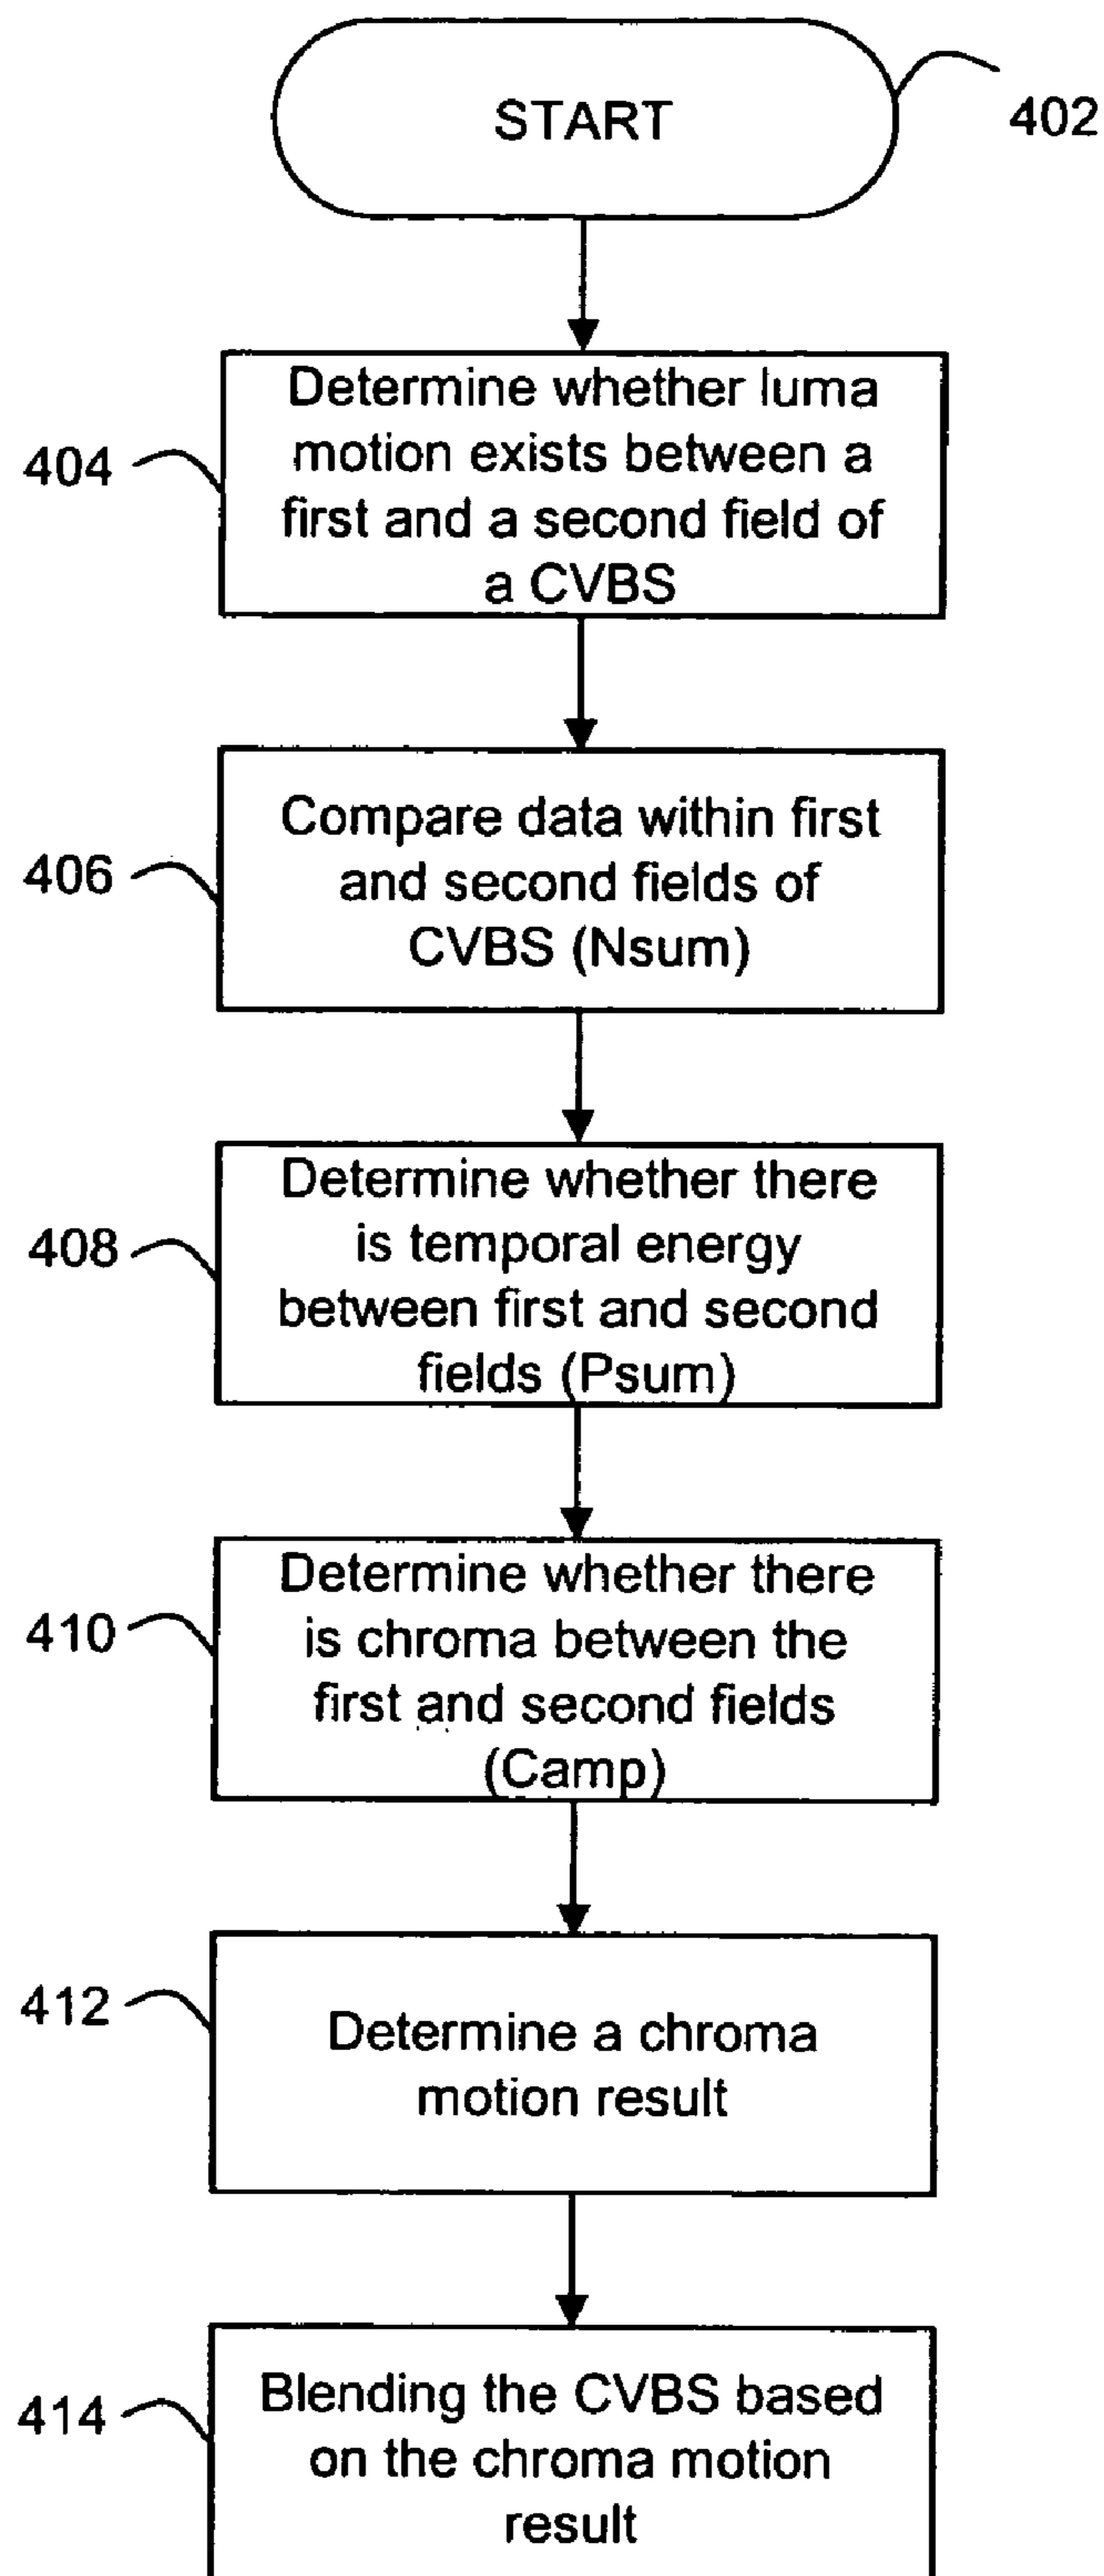 START
402
404
Determine whether luma
motion exists between a
first and a second field of
a CVBS
406
Compare data within first
and second fields of
CVBS (Nsum)
408
Determine whether there
is temporal energy
between first and second
fields (Psum)
410
Determine whether there
is chroma between the
first and second fields
(Camp)
412
Determine a chroma
motion result
414
Blending the CVBS based
on the chroma motion
result